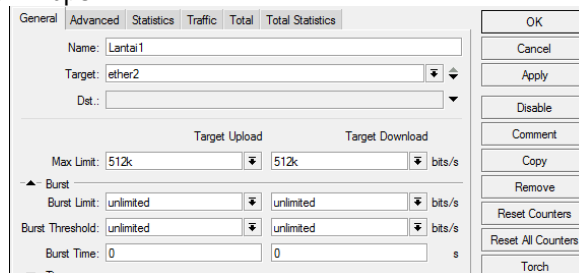 General Advanced Statistics Traffic Total Total Statistics
Name: Lantai1
Target: ether2
Dst.:
Target Upload Target Download
Max Limit: 512k 512k bits/s
Burst
Burst Limit: unlimited unlimited bits/s
Burst Threshold: unlimited unlimited bits/s
Burst Time: 0 0 s
OK
Cancel
Apply
Disable
Comment
Copy
Remove
Reset Counters
Reset All Counters
Torch